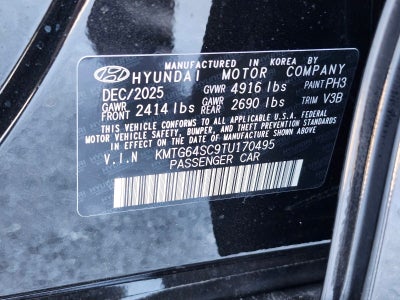 MANUFACTURED IN KOREA BY
HYUNDAI MOTOR COMPANY
DEC/2025 GVWR 4916 lbs PAINT PH3
GAWR FRONT 2414 lbs GAWR REAR 2690 lbs TRIM V3B
THIS VEHICLE CONFORMS TO ALL APPLICABLE U.S.A. FEDERAL
MOTOR VEHICLE SAFETY, BUMPER, AND THEFT PREVENTION STANDARDS
IN EFFECT ON THE DATE OF MANUFACTURE SHOWN ABOVE.
V.I.N KMTG64SC9TU170495
PASSENGER CAR